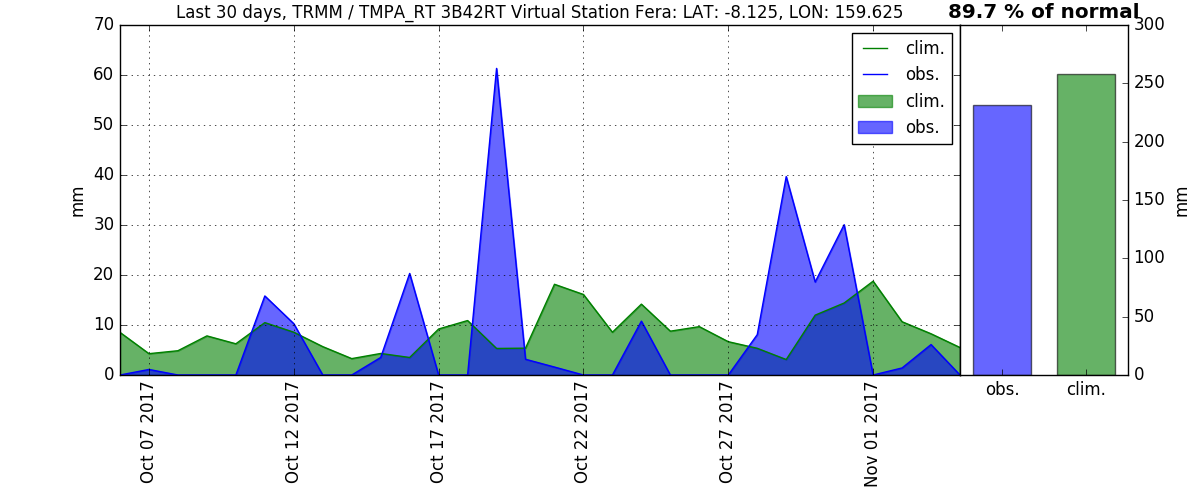 Last 30 days, TRMM / TMPA_RT 3B42RT Virtual Station Fera: LAT: -8.125, LON: 159.625
89.7 % of normal
70
60
50
40
30
20
10
0
mm
clim.
obs.
clim.
obs.
300
250
200
150
100
50
0
mm
Oct 07 2017
Oct 12 2017
Oct 17 2017
Oct 22 2017
Oct 27 2017
Nov 01 2017
obs.
clim.